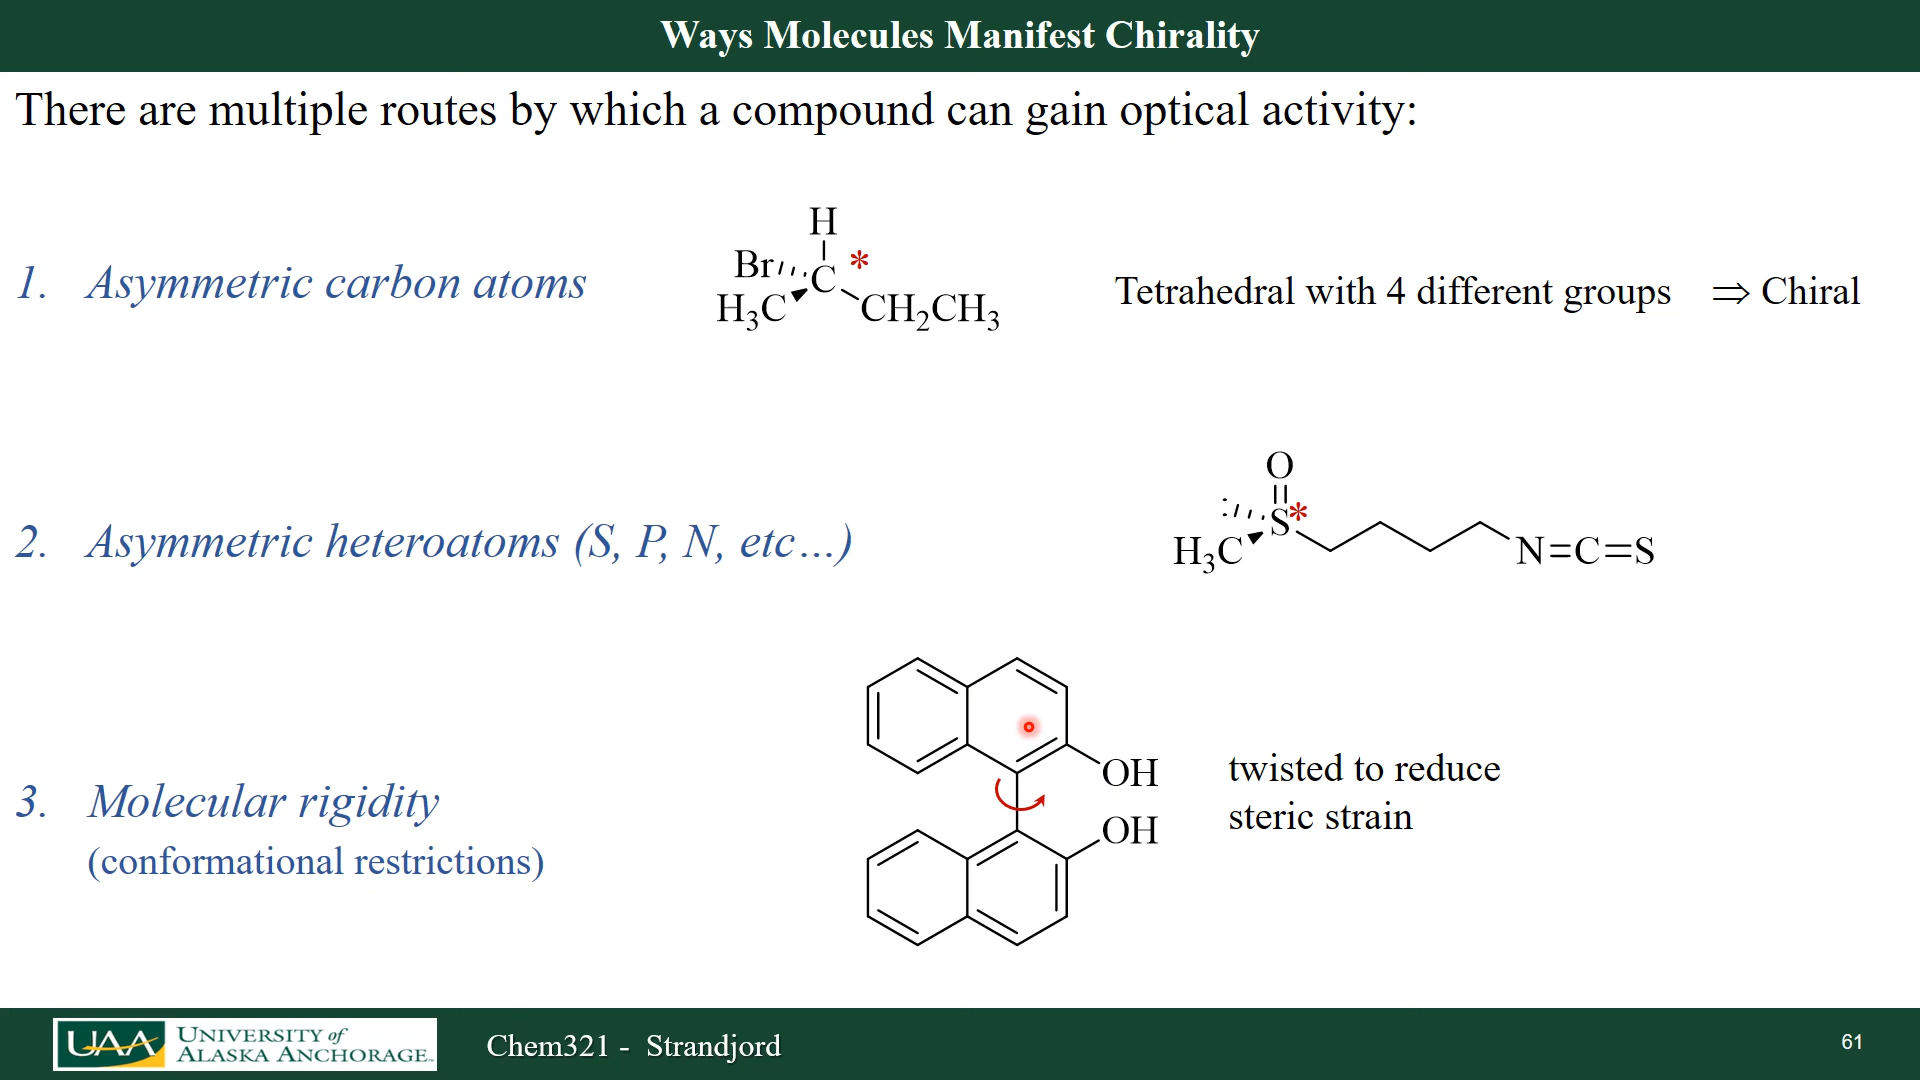 Ways Molecules Manifest Chirality
There are multiple routes by which a compound can gain optical activity:
1. Asymmetric carbon atoms
H
Br C *
H₃C CH₂CH₃
Tetrahedral with 4 different groups ⇒ Chiral
2. Asymmetric heteroatoms (S, P, N, etc…)
O
: S*
H₃C N=C=S
3. Molecular rigidity
(conformational restrictions)
OH
OH
twisted to reduce
steric strain
UAA
UNIVERSITY of
ALASKA ANCHORAGE™
Chem321 - Strandjord
61